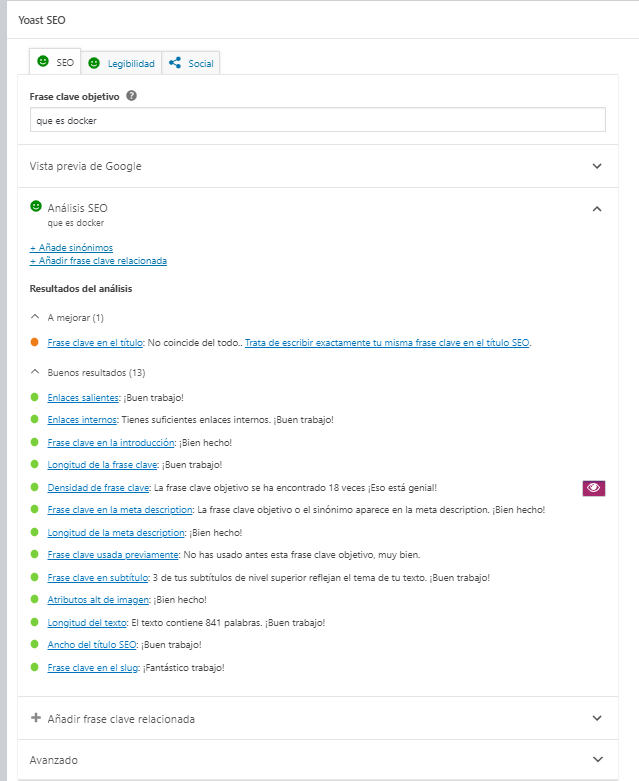 Yoast SEO
SEO
Legibilidad
Social
Frase clave objetivo
que es docker
Vista previa de Google
Análisis SEO
que es docker
+ Añade sinónimos
+ Añadir frase clave relacionada
Resultados del análisis
A mejorar (1)
Frase clave en el título: No coincide del todo.. Trata de escribir exactamente tu misma frase clave en el título SEO.
Buenos resultados (13)
Enlaces salientes: ¡Buen trabajo!
Enlaces internos: Tienes suficientes enlaces internos. ¡Buen trabajo!
Frase clave en la introducción: ¡Bien hecho!
Longitud de la frase clave: ¡Buen trabajo!
Densidad de frase clave: La frase clave objetivo se ha encontrado 18 veces ¡Eso está genial!
Frase clave en la meta description: La frase clave objetivo o el sinónimo aparece en la meta description. ¡Bien hecho!
Longitud de la meta description: ¡Bien hecho!
Frase clave usada previamente: No has usado antes esta frase clave objetivo, muy bien.
Frase clave en subtítulo: 3 de tus subtítulos de nivel superior reflejan el tema de tu texto. ¡Buen trabajo!
Atributos alt de imagen: ¡Bien hecho!
Longitud del texto: El texto contiene 841 palabras. ¡Buen trabajo!
Ancho del título SEO: ¡Buen trabajo!
Frase clave en el slug: ¡Fantástico trabajo!
Añadir frase clave relacionada
Avanzado